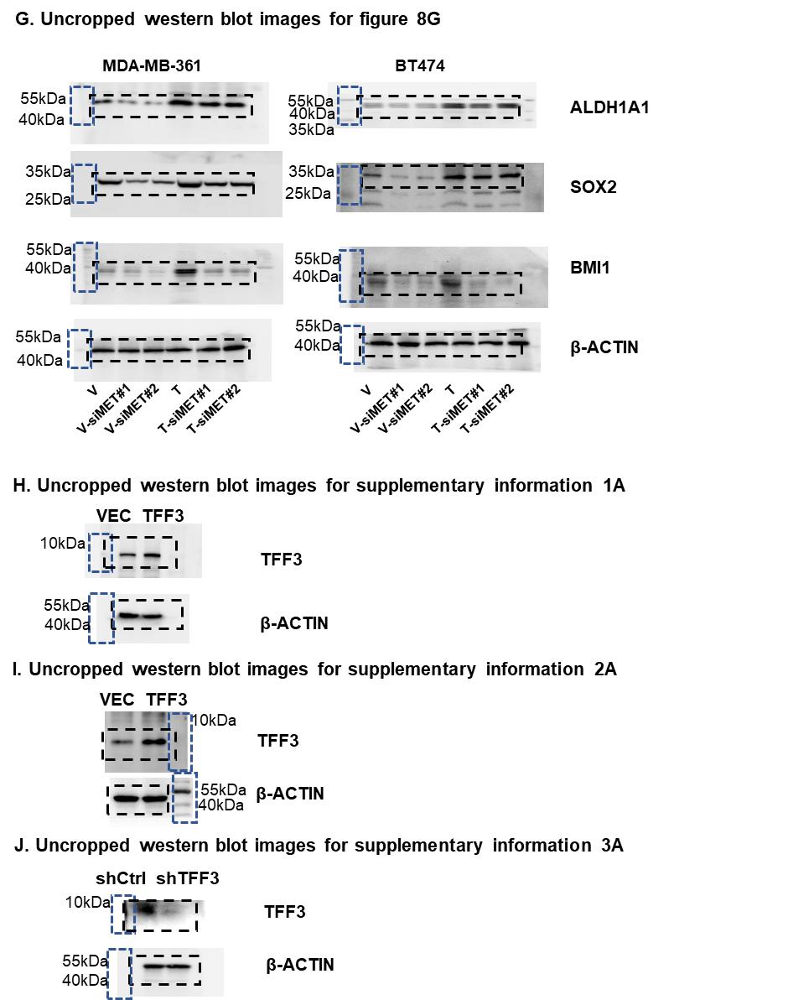 G. Uncropped western blot images for figure 8G
MDA-MB-361
BT474
55kDa
40kDa
55kDa
40kDa
35kDa
ALDH1A1
35kDa
25kDa
35kDa
25kDa
SOX2
55kDa
40kDa
55kDa
40kDa
BMI1
55kDa
40kDa
55kDa
40kDa
β-ACTIN
V
V-siMET#1
V-siMET#2
T
T-siMET#1
T-siMET#2
V
V-siMET#1
V-siMET#2
T
T-siMET#1
T-siMET#2
H. Uncropped western blot images for supplementary information 1A
VEC TFF3
10kDa
TFF3
55kDa
40kDa
β-ACTIN
I. Uncropped western blot images for supplementary information 2A
VEC TFF3
10kDa
TFF3
55kDa
40kDa
β-ACTIN
J. Uncropped western blot images for supplementary information 3A
shCtrl shTFF3
10kDa
TFF3
55kDa
40kDa
β-ACTIN